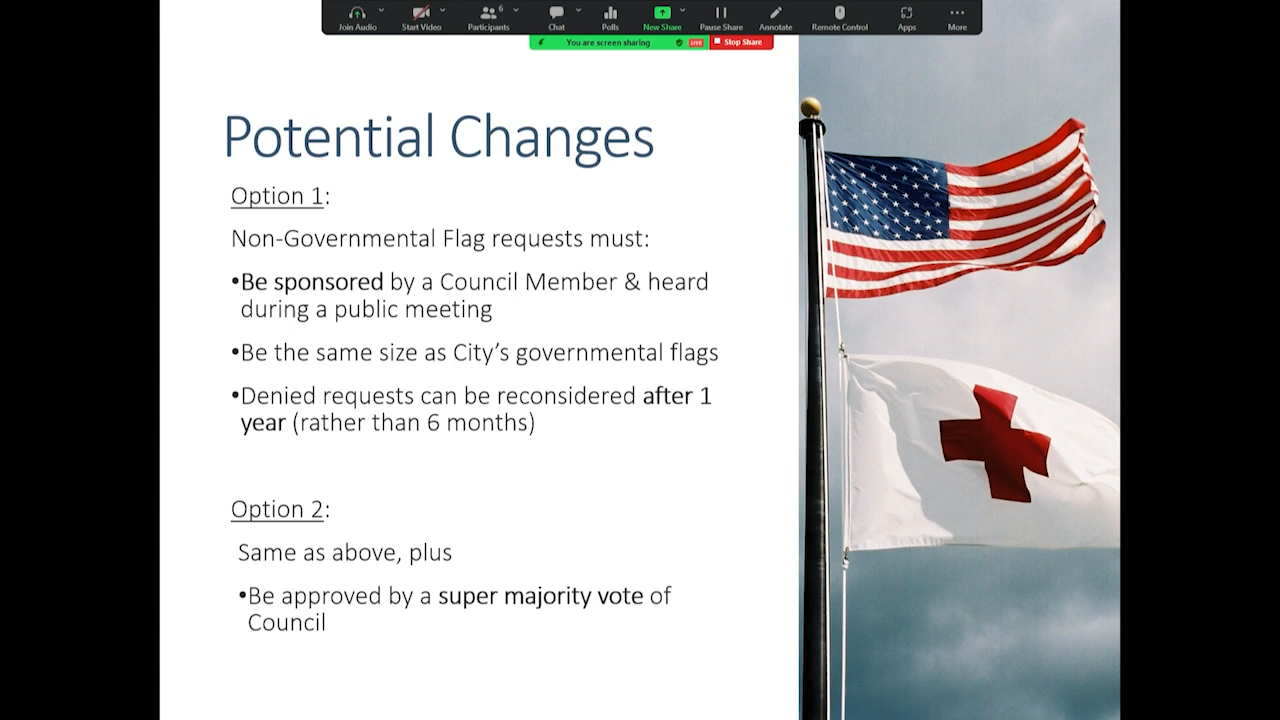 6
Join Audio Start Video Participants Chat Polls New Share Pause Share Annotate Remote Control Apps More
You are screen sharing LIVE Stop Share
Potential Changes
Option 1:
Non-Governmental Flag requests must:
•Be sponsored by a Council Member & heard
during a public meeting
•Be the same size as City’s governmental flags
•Denied requests can be reconsidered after 1
year (rather than 6 months)
Option 2:
Same as above, plus
•Be approved by a super majority vote of
Council